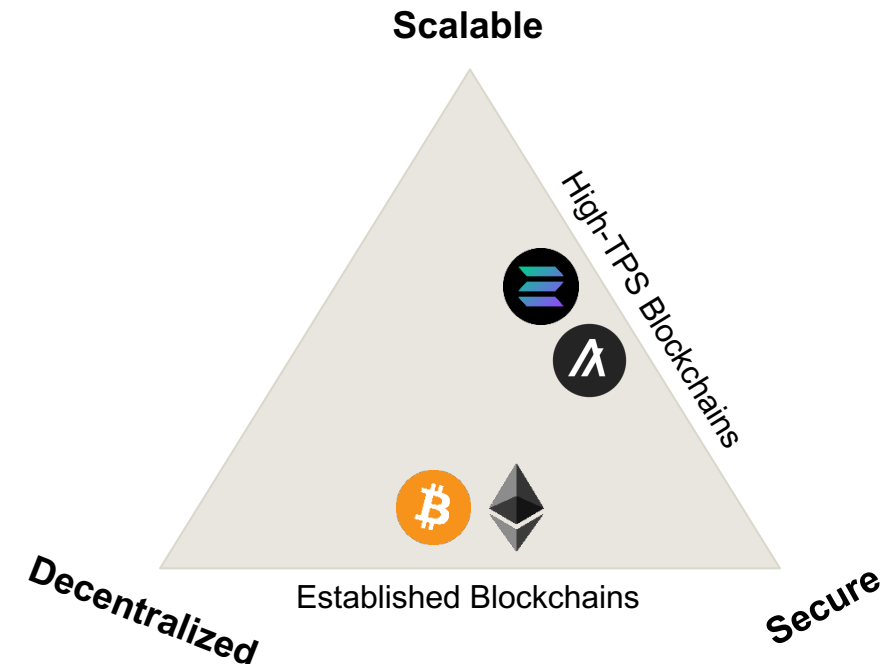 Scalable
High-TPS Blockchains
Decentralized
Established Blockchains
Secure